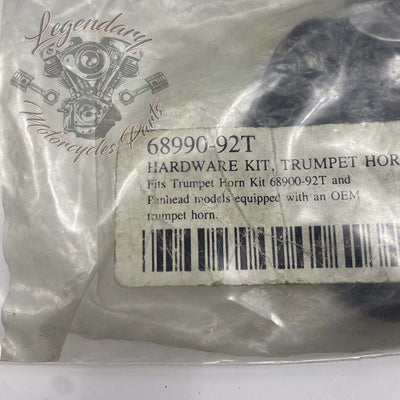 Legendary
Motorcycles Parts
68990-92T
HARDWARE KIT, TRUMPET HOR
Fits Trumpet Horn Kit 68900-92T and
Panhead models equipped with an OEM
trumpet horn.